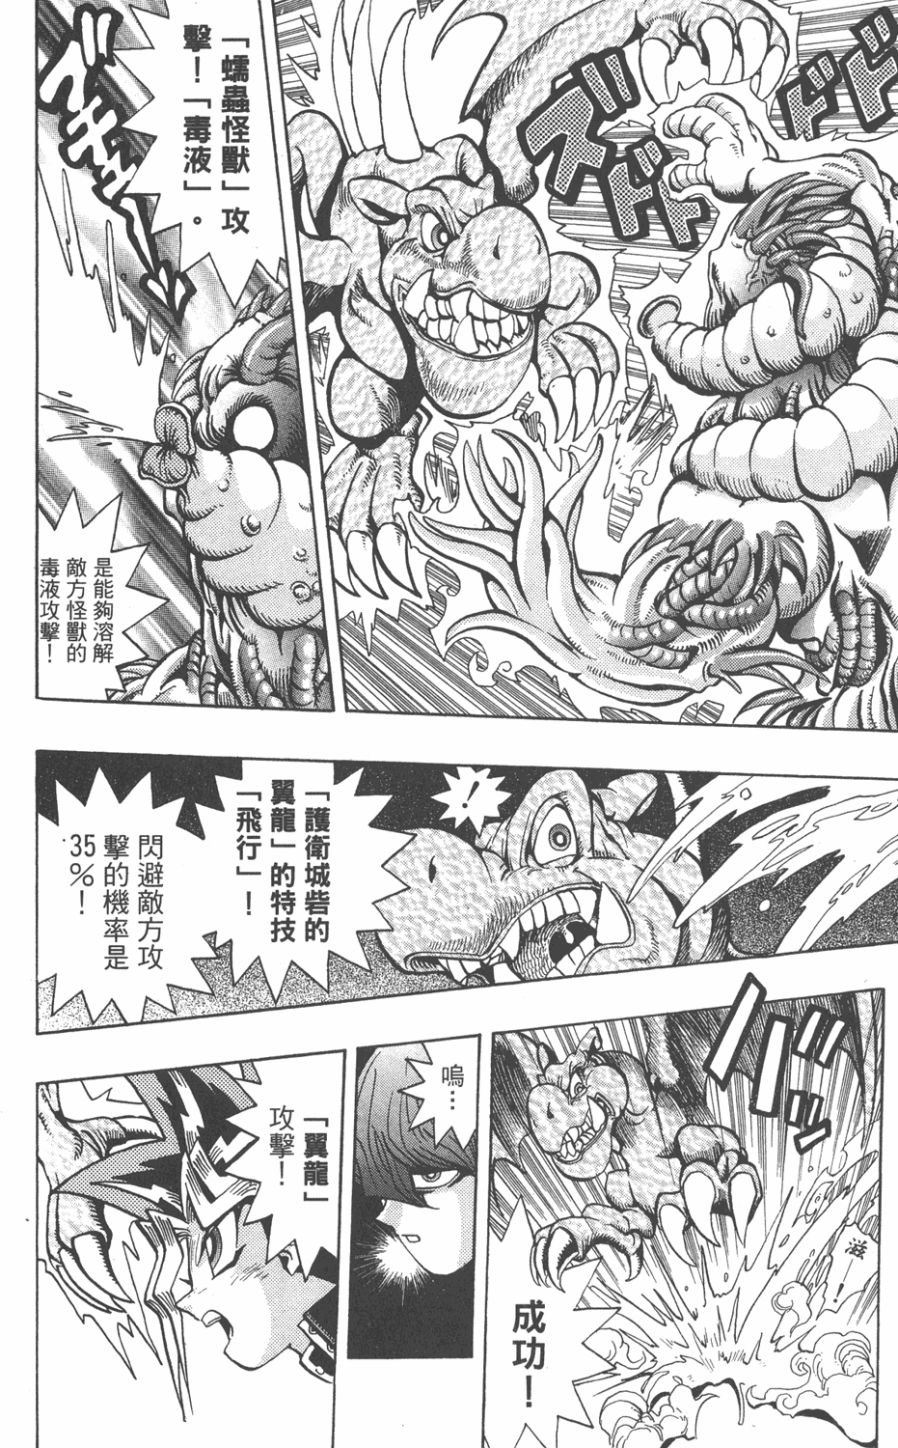 ドドド
ズズ
「蠕蟲怪獸」攻
擊！「毒液」。
ズギュ
是能夠溶解
敵方怪獸的
毒液攻擊！
！
「護衛城砦的
翼龍」的特技
「飛行」！
閃避敵方攻
擊的機率是
35%！
滋！
成功！
嗚…
「翼龍」
攻擊！